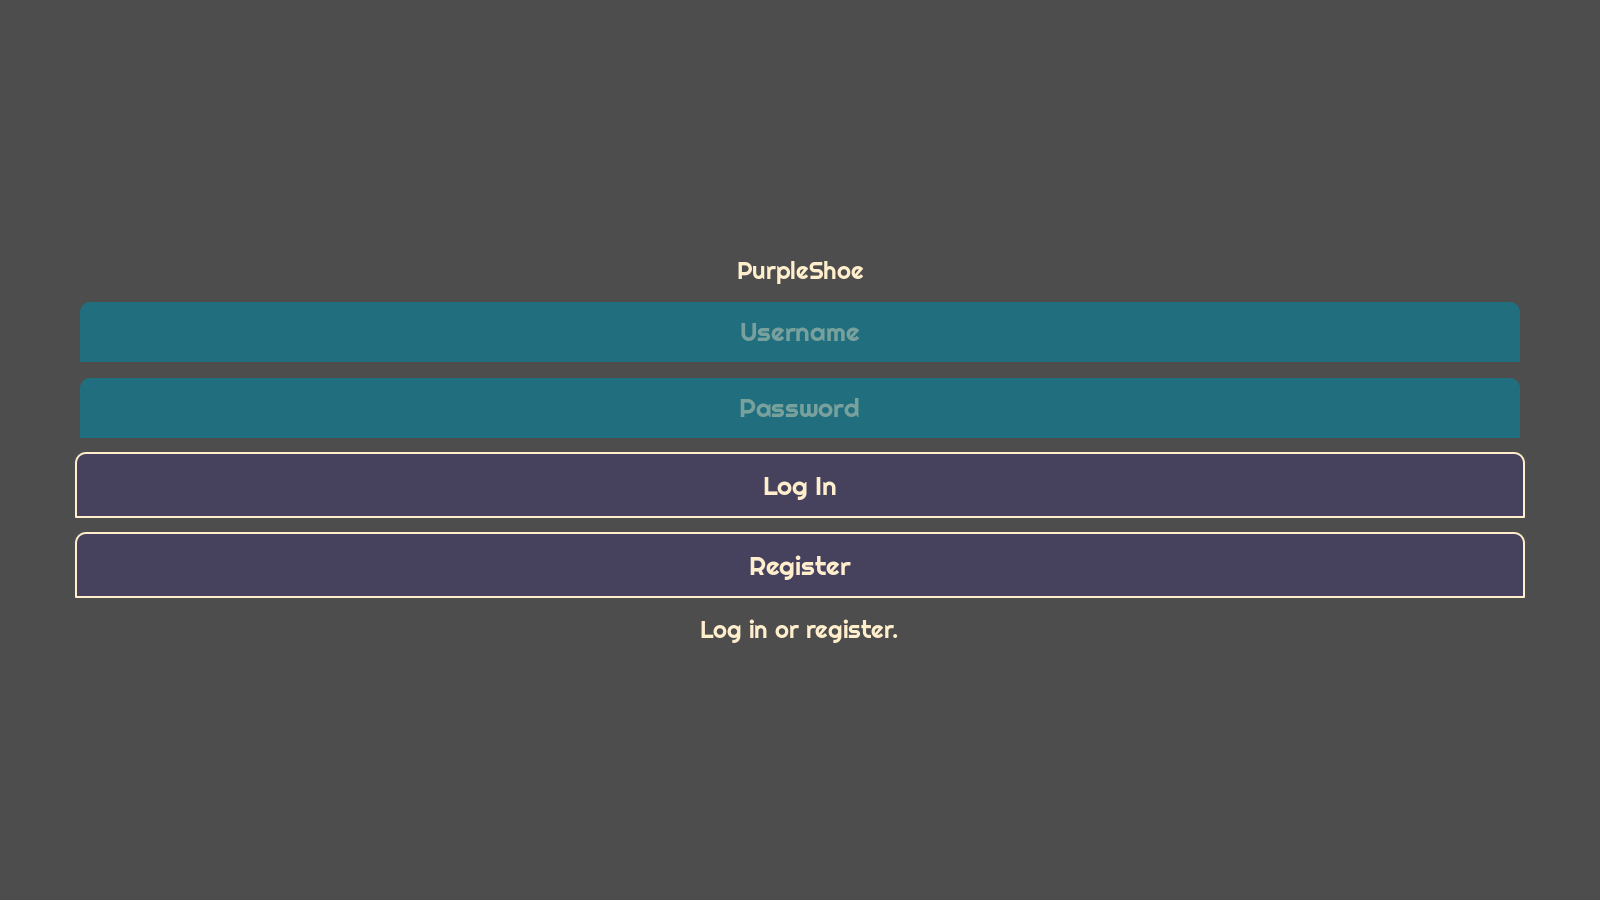 PurpleShoe
Username
Password
Log In
Register
Log in or register.